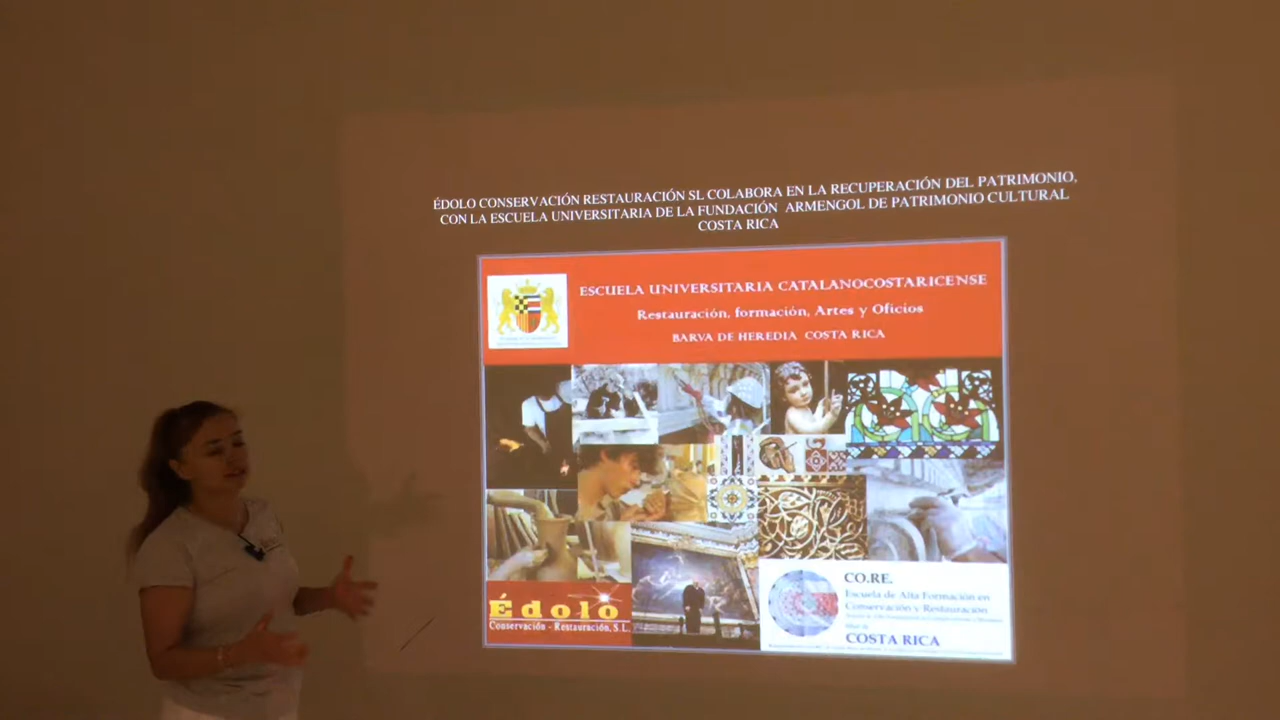 ÉDOLO CONSERVACIÓN RESTAURACIÓN SL COLABORA EN LA RECUPERACIÓN DEL PATRIMONIO,
CON LA ESCUELA UNIVERSITARIA DE LA FUNDACIÓN ARMENGOL DE PATRIMONIO CULTURAL
COSTA RICA
ESCUELA UNIVERSITARIA CATALANOCOSTARICENSE
Restauración, formación, Artes y Oficios
BARVA DE HEREDIA COSTA RICA
Édolo
Conservación - Restauración, S.L.
CO.RE.
Escuela de Alta Formación en
Conservación y Restauración
COSTA RICA